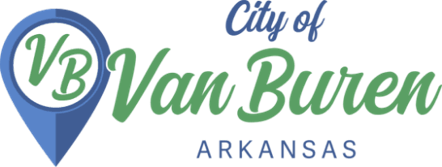 City of
VB
Van Buren
ARKANSAS